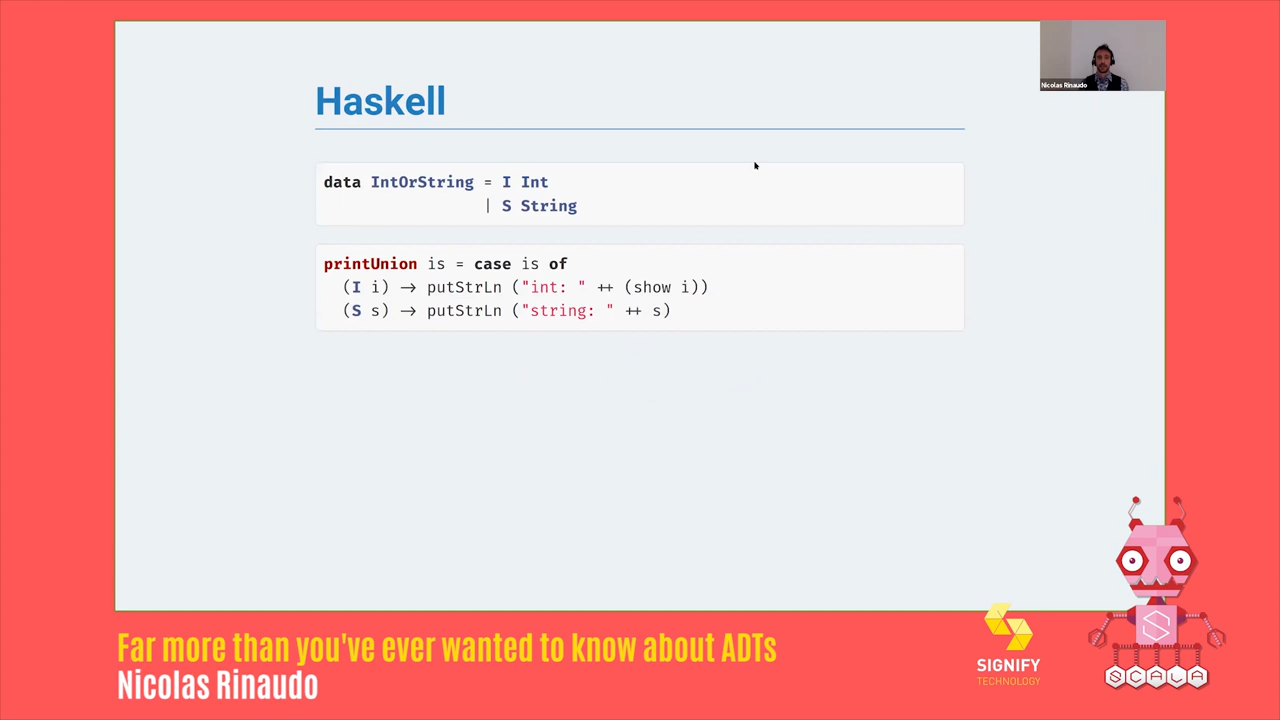 Haskell
Nicolas Rinaudo
data IntOrString = I Int
| S String
printUnion is = case is of
(I i) → putStrLn ("int: " ++ (show i))
(S s) → putStrLn ("string: " ++ s)
Far more than you've ever wanted to know about ADTs
Nicolas Rinaudo
SIGNIFY
TECHNOLOGY
S
SCALA